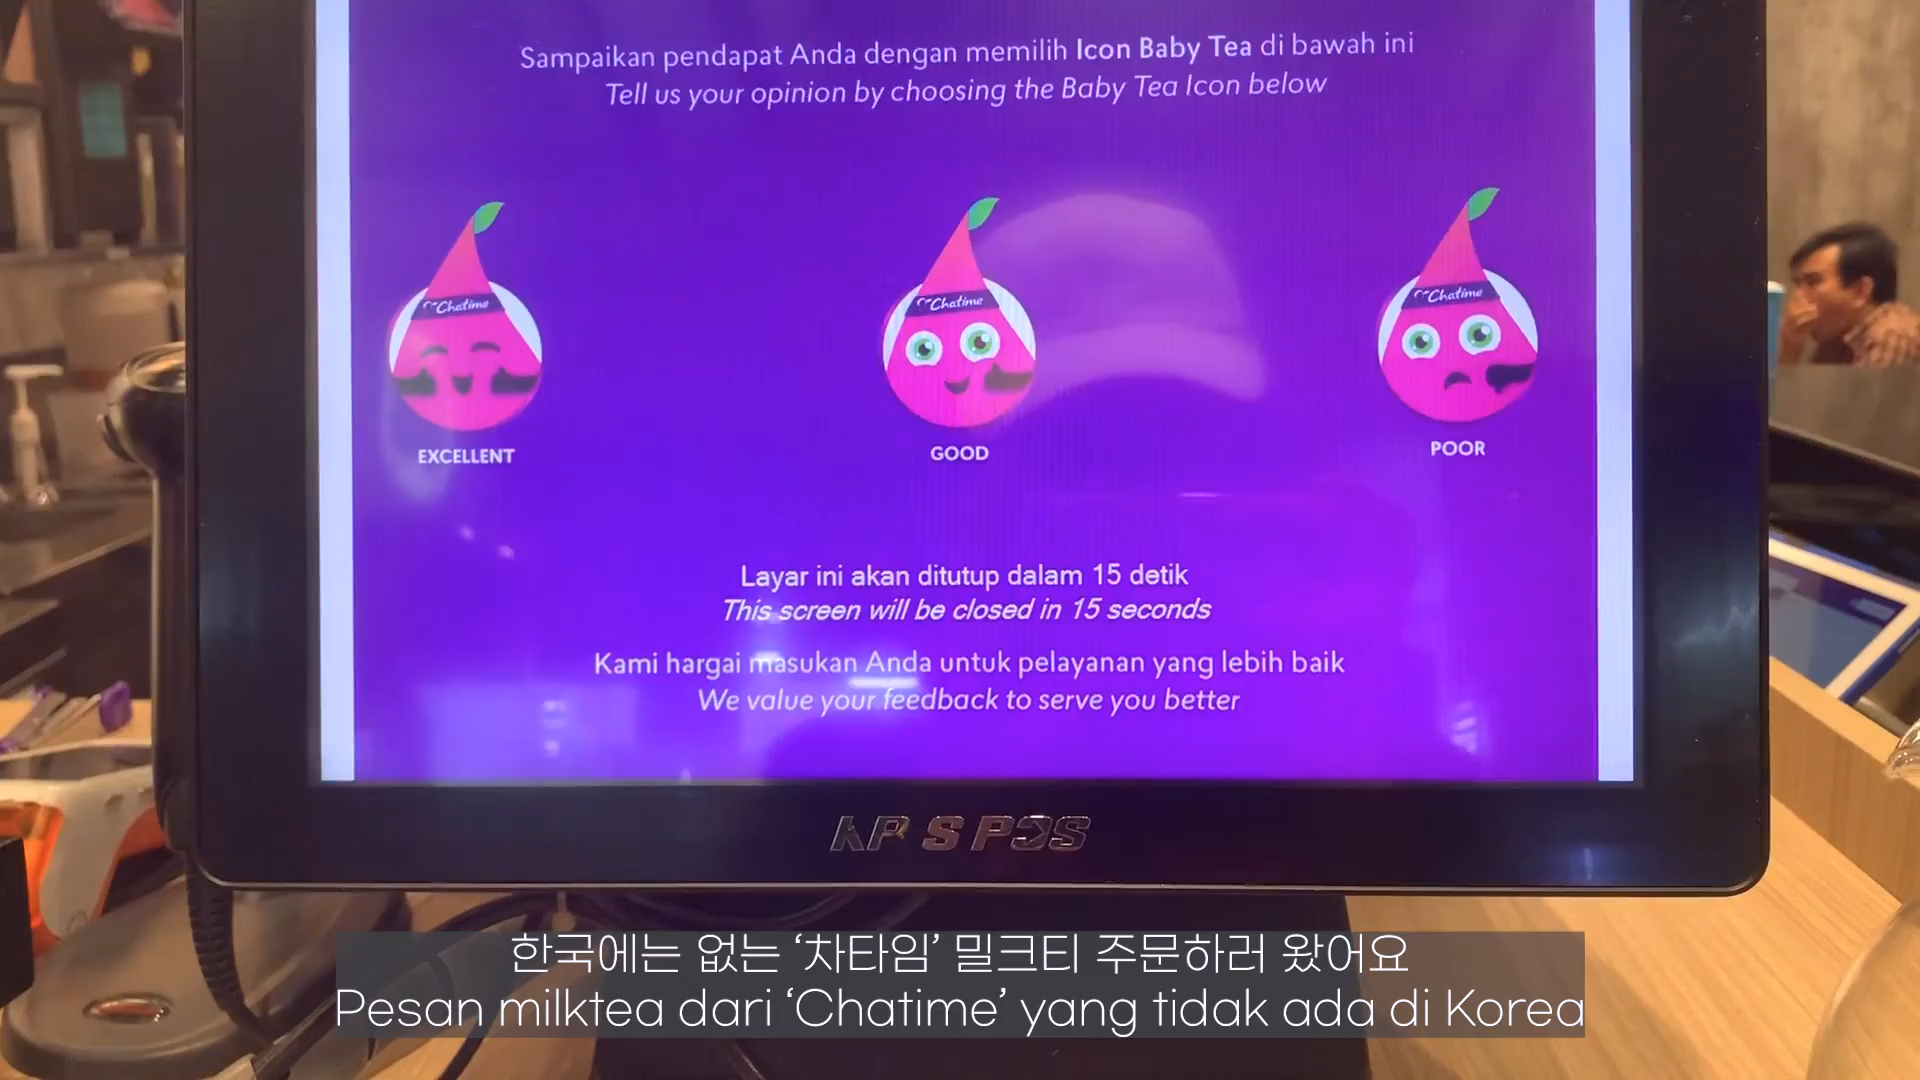 Sampaikan pendapat Anda dengan memilih Icon Baby Tea di bawah ini
Tell us your opinion by choosing the Baby Tea Icon below
Chatime
Chatime
Chatime
EXCELLENT
GOOD
POOR
Layar ini akan ditutup dalam 15 detik
This screen will be closed in 15 seconds
Kami hargai masukan Anda untuk pelayanan yang lebih baik
We value your feedback to serve you better
한국에는 없는 ‘차타임’ 밀크티 주문하러 왔어요
Pesan milktea dari ‘Chatime’ yang tidak ada di Korea